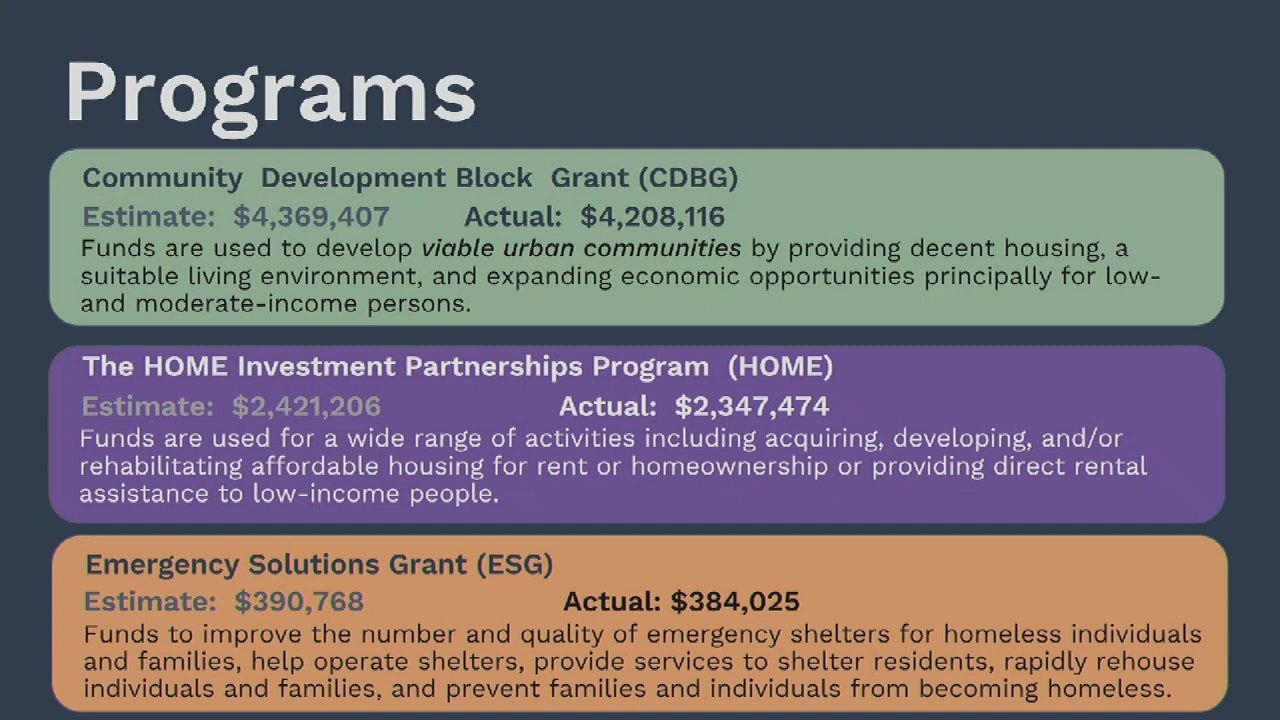 Programs
Community Development Block Grant (CDBG)
Estimate: $4,369,407 Actual: $4,208,116
Funds are used to develop viable urban communities by providing decent housing, a
suitable living environment, and expanding economic opportunities principally for low-
and moderate-income persons.
The HOME Investment Partnerships Program (HOME)
Estimate: $2,421,206 Actual: $2,347,474
Funds are used for a wide range of activities including acquiring, developing, and/or
rehabilitating affordable housing for rent or homeownership or providing direct rental
assistance to low-income people.
Emergency Solutions Grant (ESG)
Estimate: $390,768 Actual: $384,025
Funds to improve the number and quality of emergency shelters for homeless individuals
and families, help operate shelters, provide services to shelter residents, rapidly rehouse
individuals and families, and prevent families and individuals from becoming homeless.